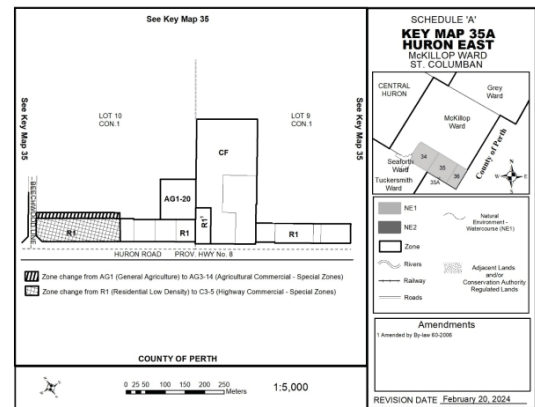 See Key Map 35
See Key Map 35
See Key Map 35
LOT 10
CON.1
LOT 9
CON.1
CF
AG1-20
BEECHWOOD LINE
R1
R1
R1¹
R1
HURON ROAD PROV. HWY No. 8
Zone change from AG1 (General Agriculture) to AG3-14 (Agricultural Commercial - Special Zones)
Zone change from R1 (Residential Low Density) to C3-5 (Highway Commercial - Special Zones)
COUNTY OF PERTH
0 25 50 100 150 200 250
Meters
1:5,000
SCHEDULE 'A'
KEY MAP 35A
HURON EAST
McKILLOP WARD
ST. COLUMBAN
CENTRAL
HURON
Grey
Ward
McKillop
Ward
Seaforth
Ward
Tuckersmith
Ward
34
35
36
35A
County of Perth
N
W
E
S
NE1
NE2
Zone
Rivers
Railway
Roads
Natural
Environment -
Watercourse (NE1)
Adjacent Lands
and/or
Conservation Authority
Regulated Lands
Amendments
1 Amended by By-law 60-2006
REVISION DATE February 20, 2024